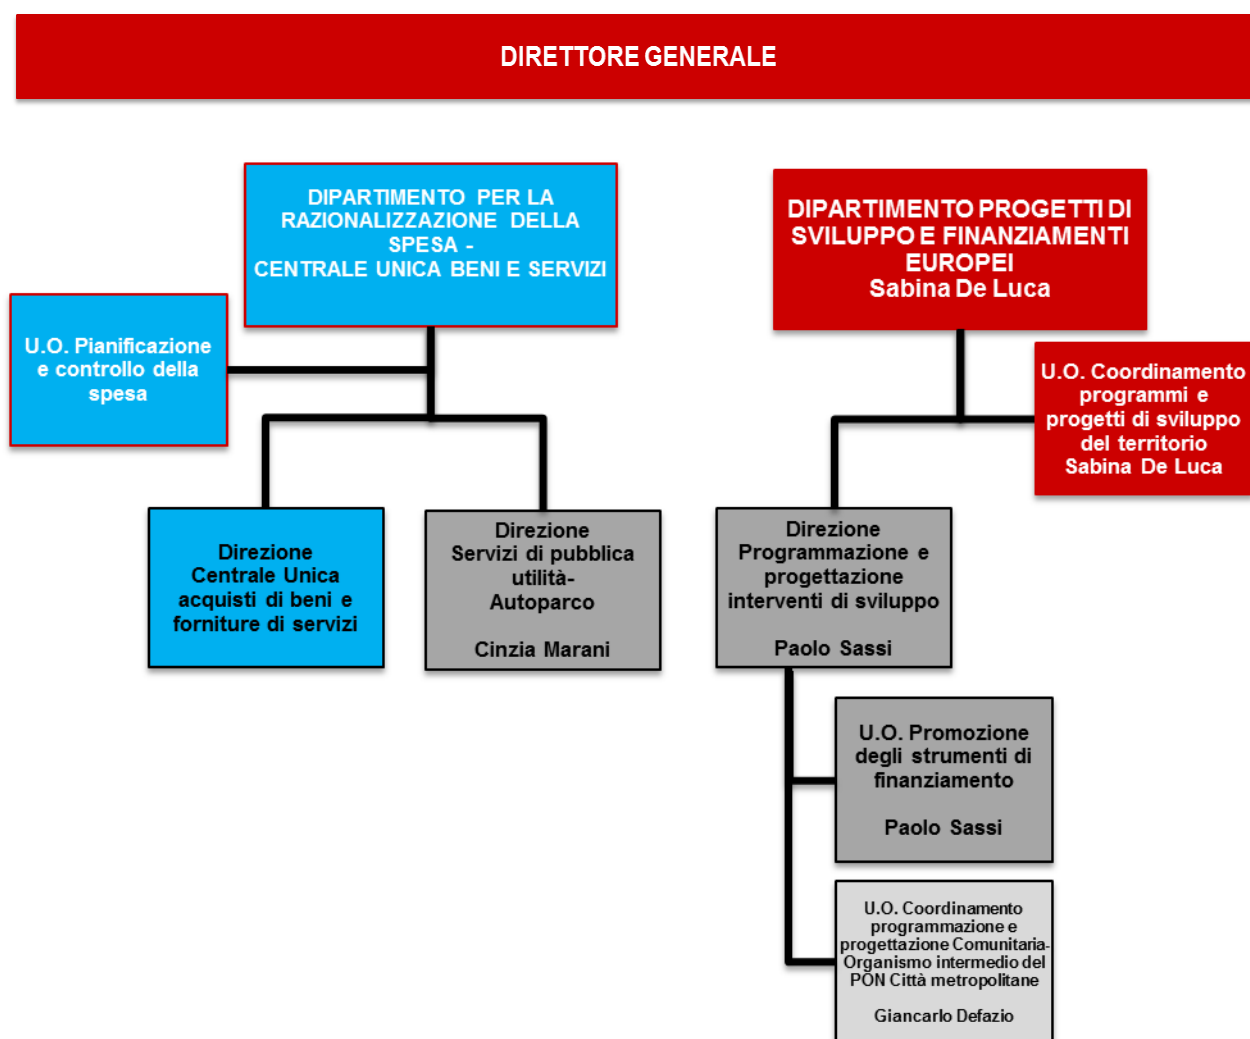 DIRETTORE GENERALE
DIPARTIMENTO PER LA
RAZIONALIZZAZIONE DELLA
SPESA -
CENTRALE UNICA BENI E SERVIZI
DIPARTIMENTO PROGETTI DI
SVILUPPO E FINANZIAMENTI
EUROPEI
Sabina De Luca
U.O. Pianificazione
e controllo della
spesa
U.O. Coordinamento
programmi e
progetti di sviluppo
del territorio
Sabina De Luca
Direzione
Centrale Unica
acquisti di beni e
forniture di servizi
Direzione
Servizi di pubblica
utilità-
Autoparco
Cinzia Marani
Direzione
Programmazione e
progettazione
interventi di sviluppo
Paolo Sassi
U.O. Promozione
degli strumenti di
finanziamento
Paolo Sassi
U.O. Coordinamento
programmazione e
progettazione Comunitaria-
Organismo intermedio del
PON Città metropolitane
Giancarlo Defazio